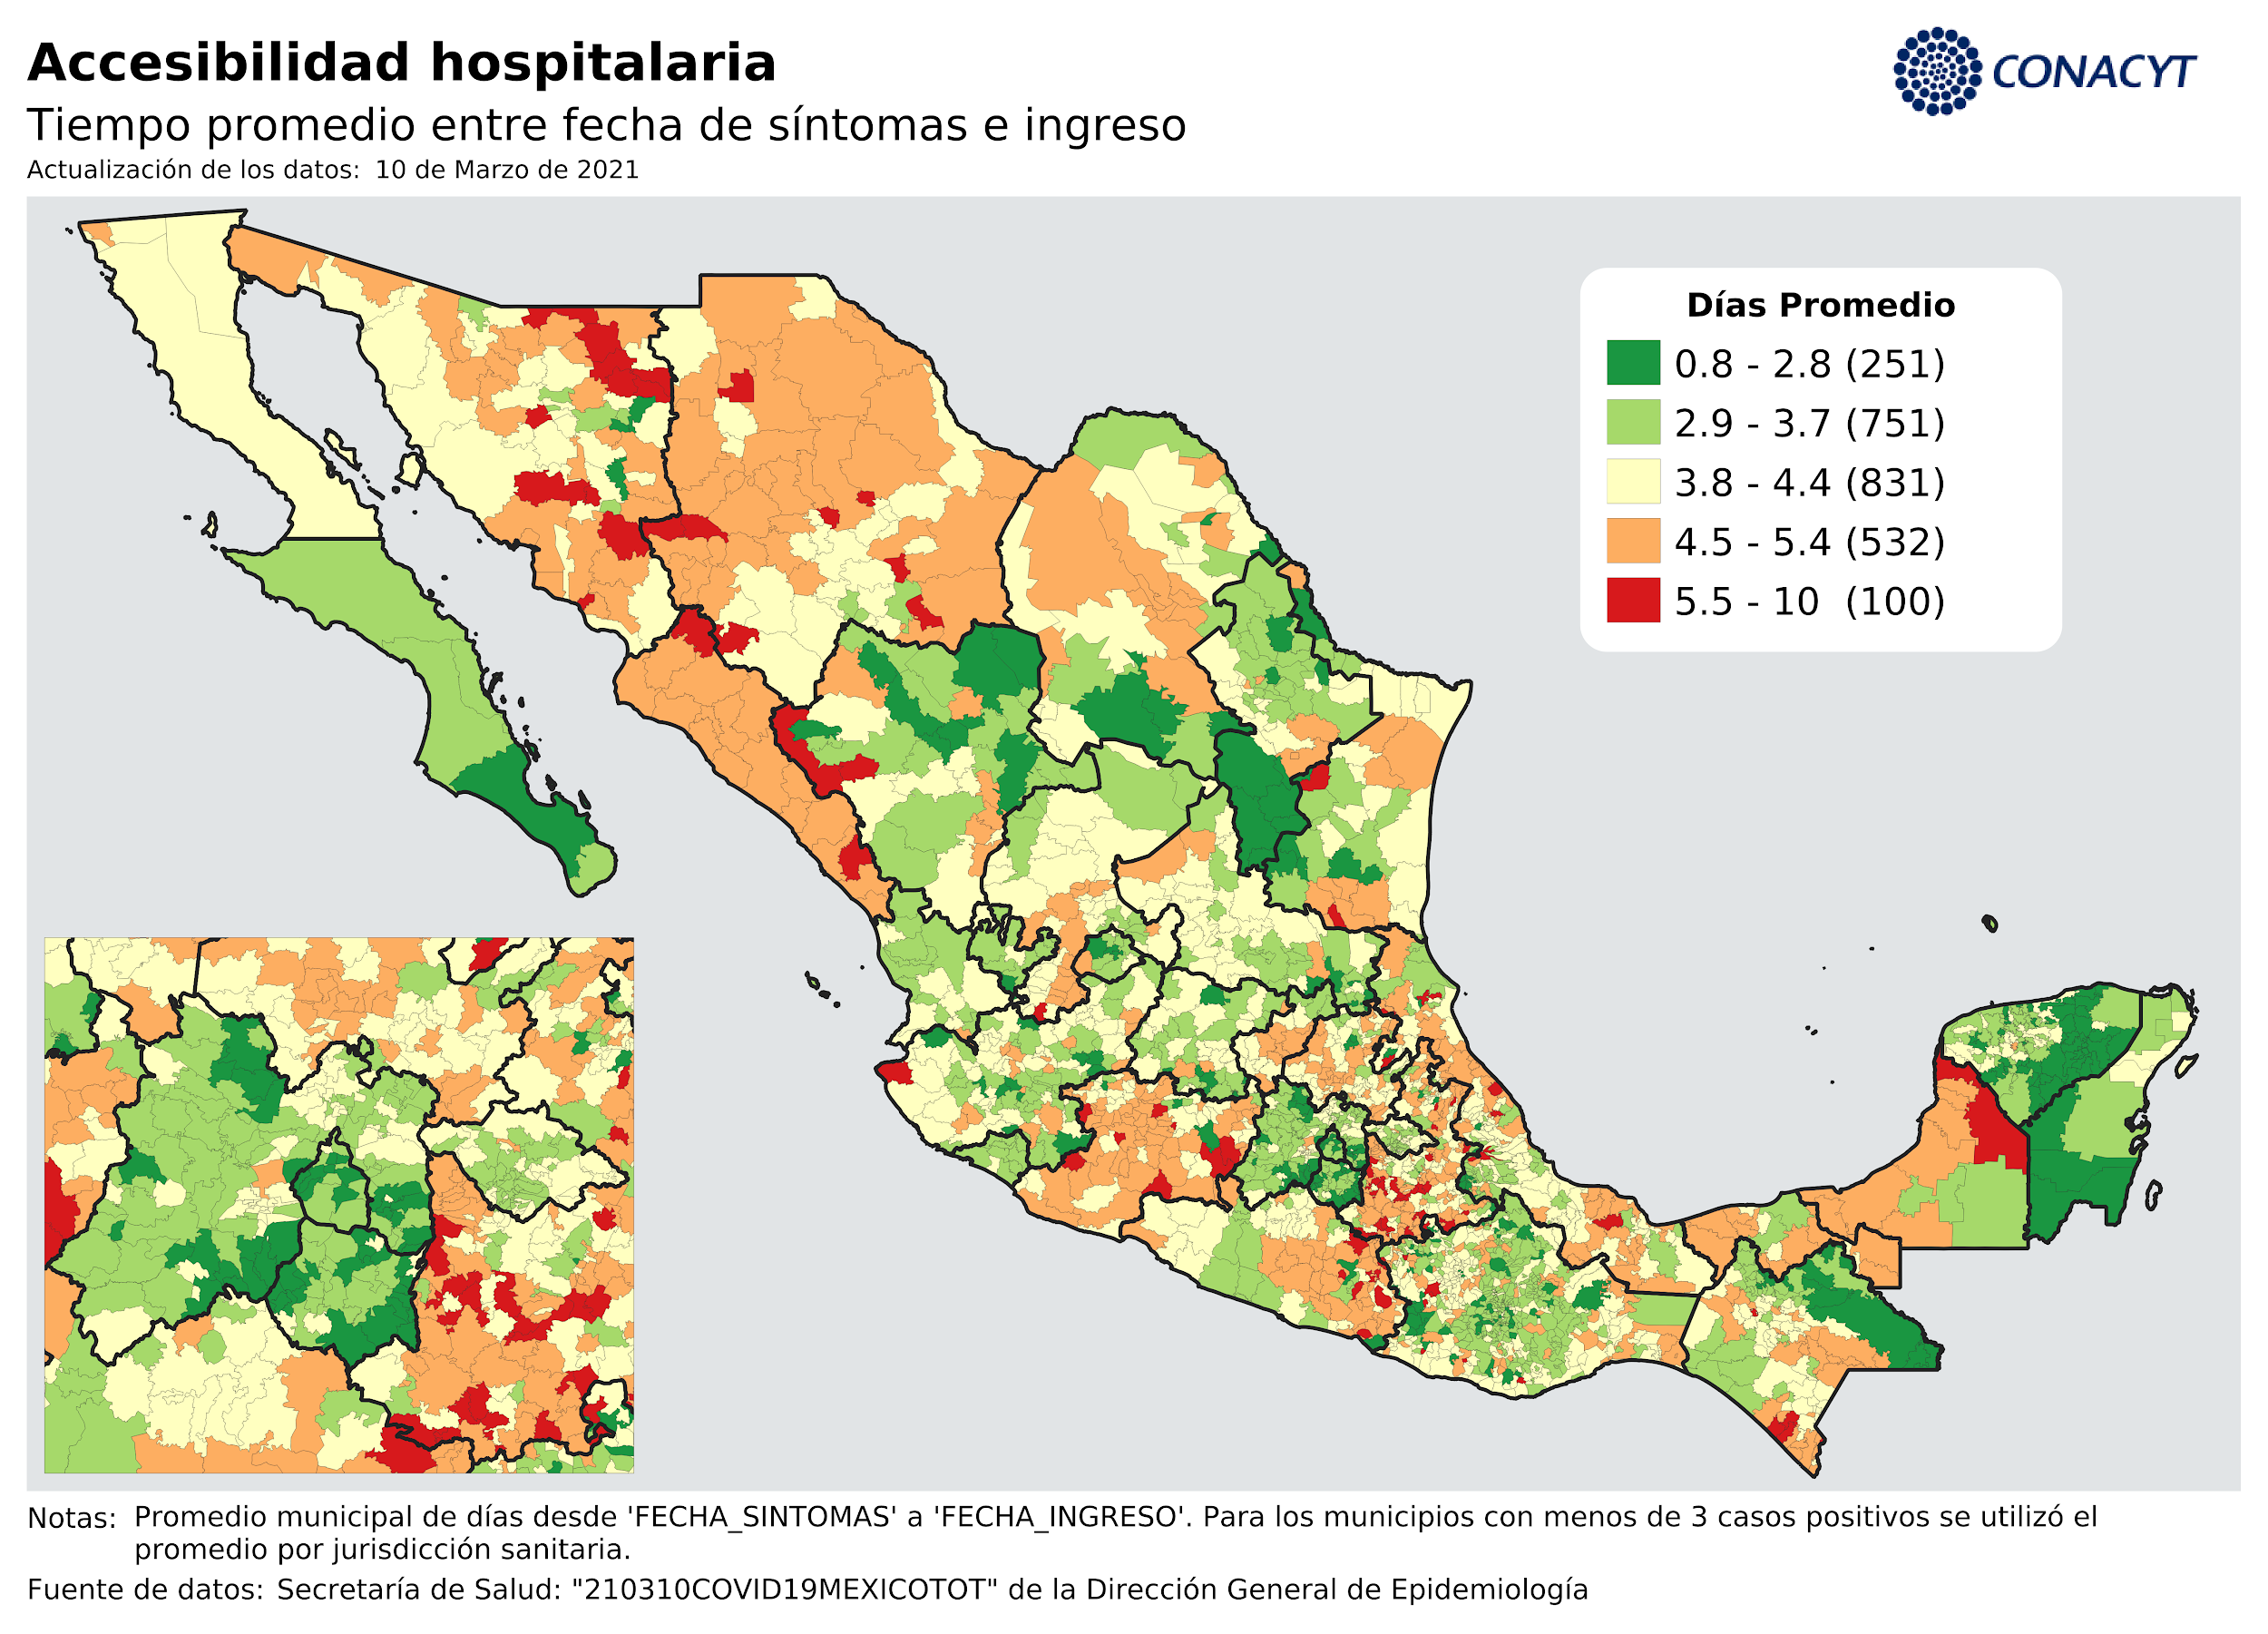 Accesibilidad hospitalaria
CONACYT
Tiempo promedio entre fecha de síntomas e ingreso
Actualización de los datos: 10 de Marzo de 2021
Días Promedio
0.8 - 2.8 (251)
2.9 - 3.7 (751)
3.8 - 4.4 (831)
4.5 - 5.4 (532)
5.5 - 10 (100)
Notas: Promedio municipal de días desde 'FECHA_SINTOMAS' a 'FECHA_INGRESO'. Para los municipios con menos de 3 casos positivos se utilizó el
promedio por jurisdicción sanitaria.
Fuente de datos: Secretaría de Salud: "210310COVID19MEXICOTOT" de la Dirección General de Epidemiología